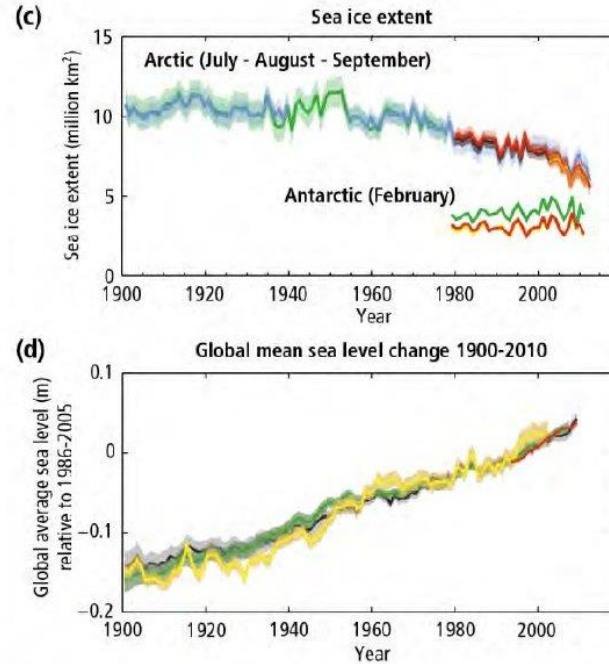 (c)
Sea ice extent
Arctic (July - August - September)
Antarctic (February)
Sea ice extent (million km²)
15
10
5
0
1900 1920 1940 1960 1980 2000
Year
(d)
Global mean sea level change 1900-2010
Global average sea level (m)
relative to 1986-2005
0.1
0
−0.1
−0.2
1900 1920 1940 1960 1980 2000
Year